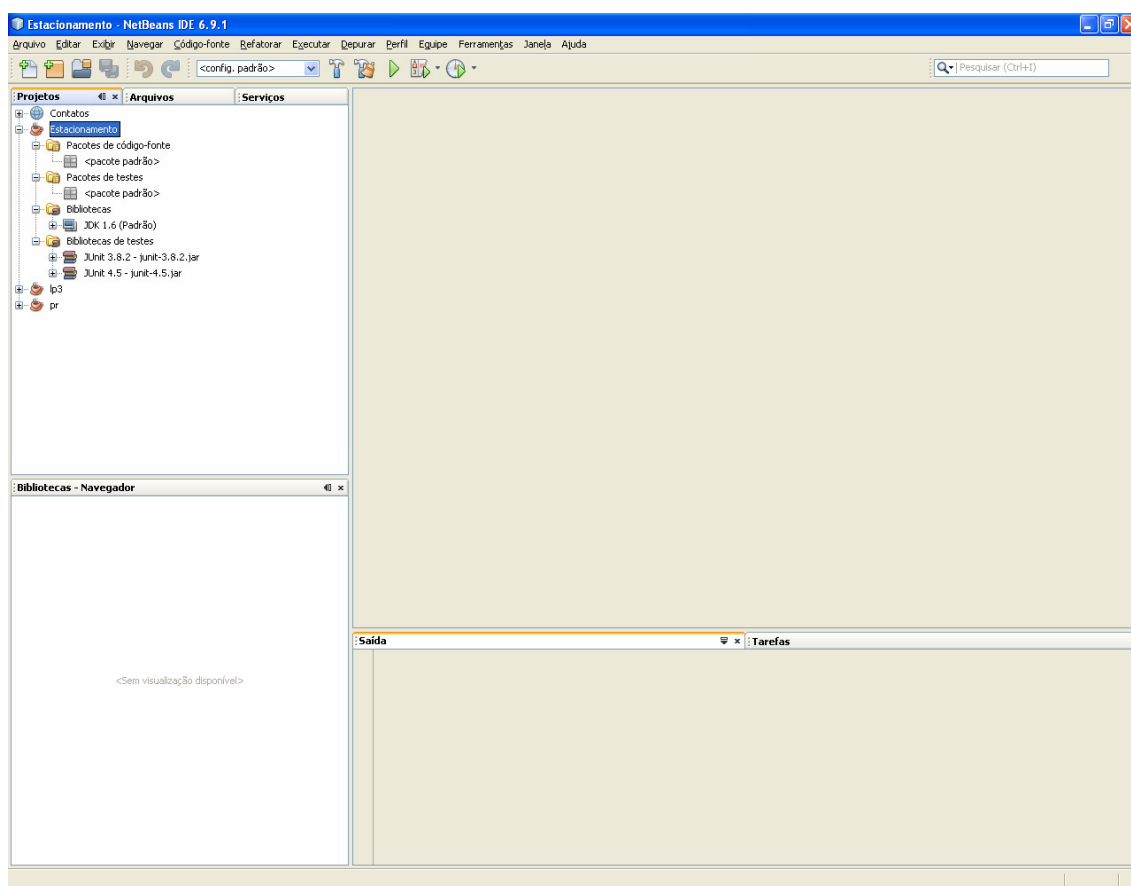 Estacionamento - NetBeans IDE 6.9.1
Arquivo Editar Exibir Navegar Código-fonte Refatorar Executar Depurar Perfil Equipe Ferramentas Janela Ajuda
<config. padrão>
Pesquisar (Ctrl+I)
Projetos Arquivos Serviços
Contatos
Estacionamento
Pacotes de código-fonte
<pacote padrão>
Pacotes de testes
<pacote padrão>
Bibliotecas
JDK 1.6 (Padrão)
Bibliotecas de testes
JUnit 3.8.2 - junit-3.8.2.jar
JUnit 4.5 - junit-4.5.jar
lp3
pr
Bibliotecas - Navegador
<Sem visualização disponível>
Saída Tarefas